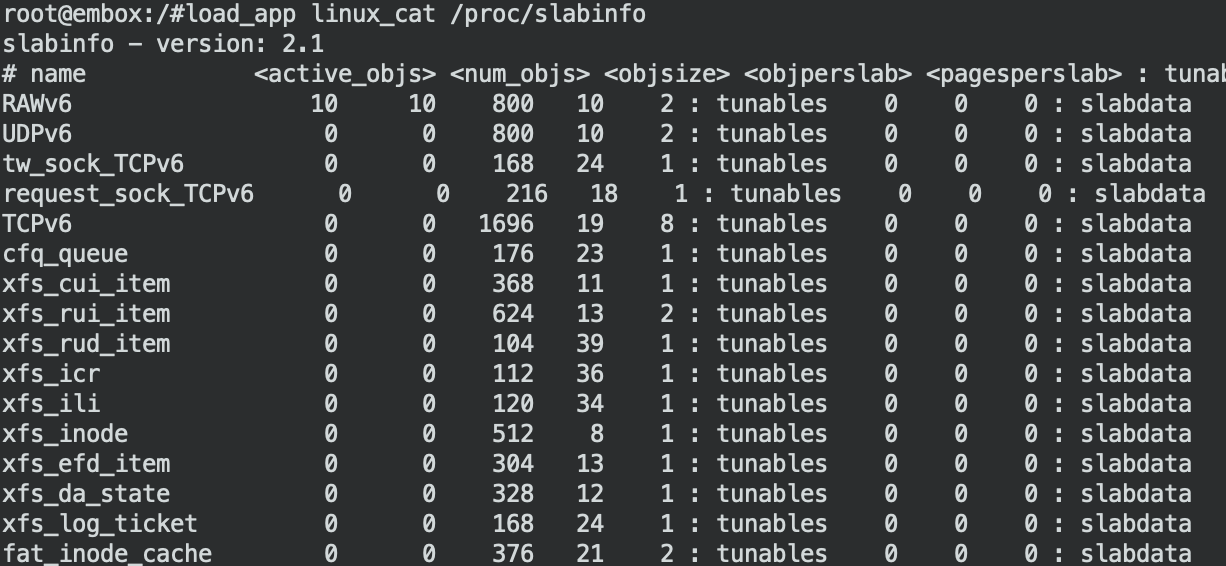 root@embox:/#load_app linux_cat /proc/slabinfo
slabinfo - version: 2.1
# name            <active_objs> <num_objs> <objsize> <objperslab> <pagesperslab> : tunab
RAWv6                 10     10    800   10    2 : tunables    0    0    0 : slabdata
UDPv6                  0      0    800   10    2 : tunables    0    0    0 : slabdata
tw_sock_TCPv6          0      0    168   24    1 : tunables    0    0    0 : slabdata
request_sock_TCPv6      0      0    216   18    1 : tunables    0    0    0 : slabdata
TCPv6                  0      0   1696   19    8 : tunables    0    0    0 : slabdata
cfq_queue              0      0    176   23    1 : tunables    0    0    0 : slabdata
xfs_cui_item           0      0    368   11    1 : tunables    0    0    0 : slabdata
xfs_rui_item           0      0    624   13    2 : tunables    0    0    0 : slabdata
xfs_rud_item           0      0    104   39    1 : tunables    0    0    0 : slabdata
xfs_icr                0      0    112   36    1 : tunables    0    0    0 : slabdata
xfs_ili                0      0    120   34    1 : tunables    0    0    0 : slabdata
xfs_inode              0      0    512    8    1 : tunables    0    0    0 : slabdata
xfs_efd_item           0      0    304   13    1 : tunables    0    0    0 : slabdata
xfs_da_state           0      0    328   12    1 : tunables    0    0    0 : slabdata
xfs_log_ticket         0      0    168   24    1 : tunables    0    0    0 : slabdata
fat_inode_cache        0      0    376   21    2 : tunables    0    0    0 : slabdata